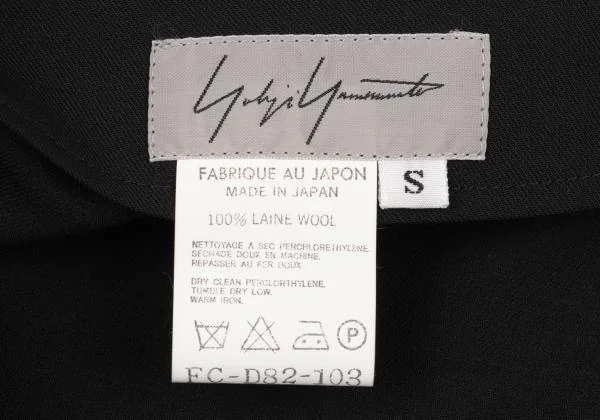 Yohji Yamamoto
FABRIQUE AU JAPON
MADE IN JAPAN
S
100% LAINE WOOL
NETTOYAGE A SEC PERCHLORETHYLENE.
SECHAGE DOUX EN MACHINE.
REPASSER AU FER DOUX.
DRY CLEAN PERCLORTHYLENE.
TUMBLE DRY LOW.
WARM IRON.
P
FC-D82-103